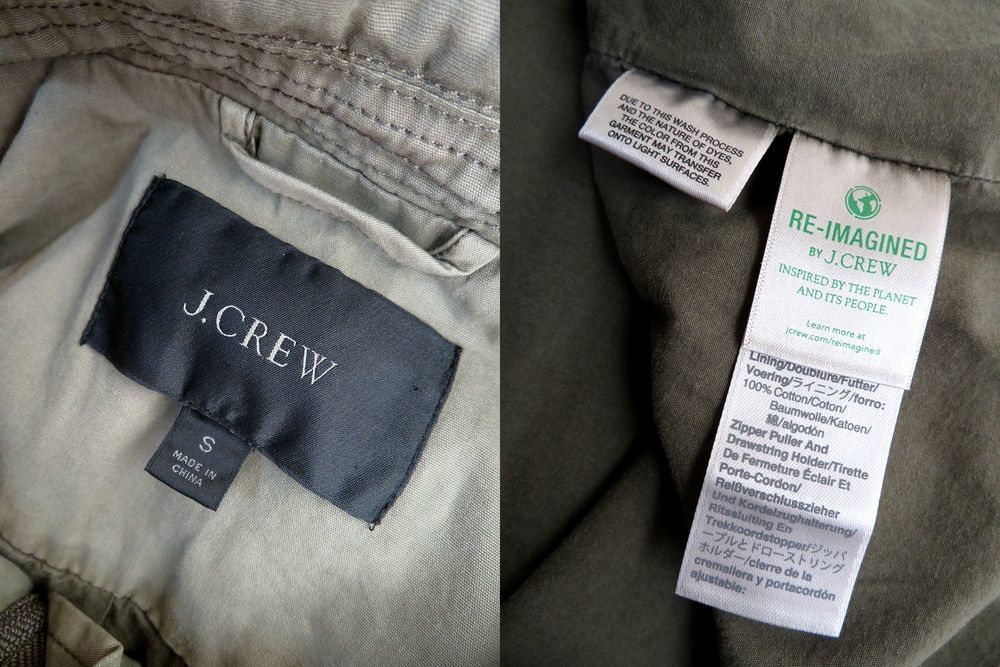 J.CREW
S
MADE IN
CHINA
DUE TO THIS WASH PROCESS
AND THE NATURE OF DYES,
THE COLOR FROM THIS
GARMENT MAY TRANSFER
ONTO LIGHT SURFACES.
RE-IMAGINED
BY J.CREW
INSPIRED BY THE PLANET
AND ITS PEOPLE.
Learn more at
jcrew.com/reimagined
Lining/Doublure/Futter/
Voering/ライニング/forro:
100% Cotton/Coton/
Baumwolle/Katoen/
綿/algodón
Zipper Puller And
Drawstring Holder/Tirette
De Fermeture Éclair Et
Porte-Cordon/
Reißverschlusszieher
Und Kordelzughalterung/
Ritssluiting En
Trekkoordstopper/ジッパ
ープルとドローストリング
ホルダー/cierre de la
cremaliera y portacordón
ajustable: